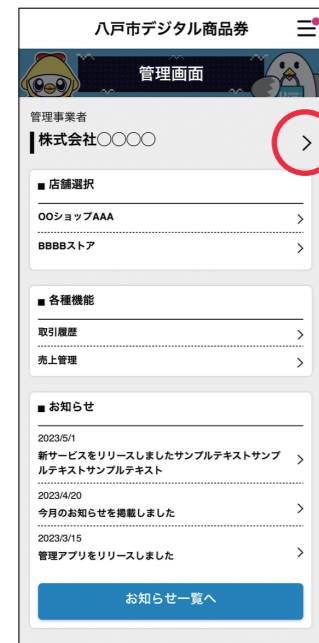 八戸市デジタル商品券
管理画面
管理事業者
株式会社〇〇〇〇
■ 店舗選択
OOショップAAA
BBBBストア
■ 各種機能
取引履歴
売上管理
■ お知らせ
2023/5/1
新サービスをリリースしましたサンプルテキストサンプ
ルテキストサンプルテキスト
2023/4/20
今月のお知らせを掲載しました
2023/3/15
管理アプリをリリースしました
お知らせ一覧へ